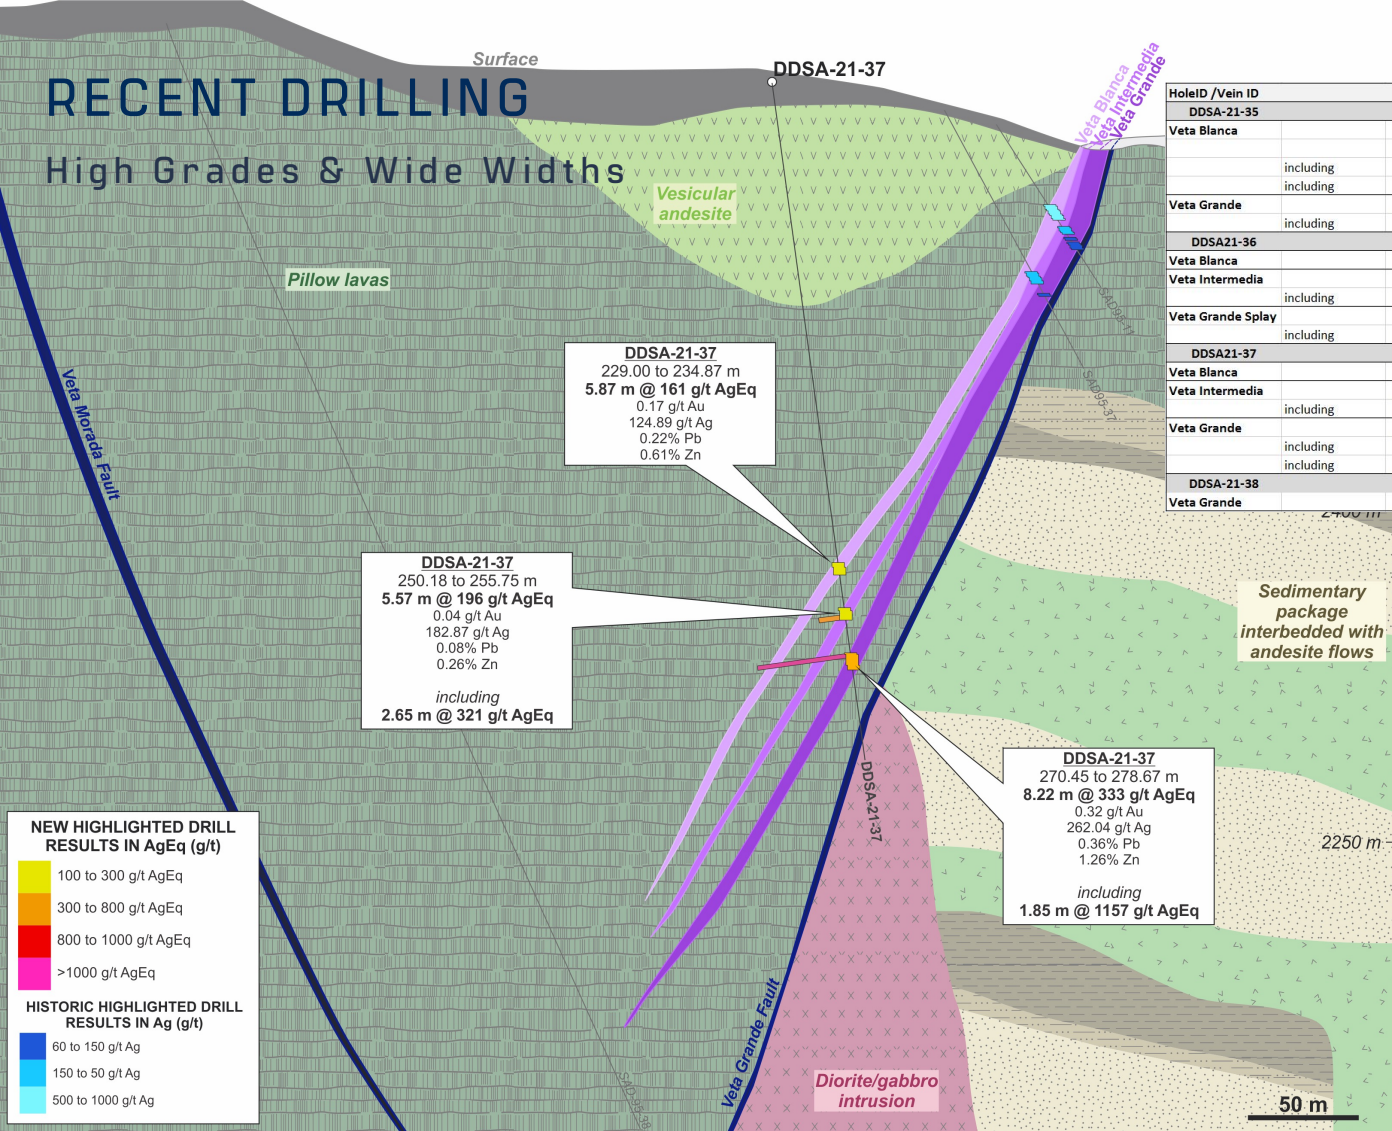 Surface
RECENT DRILLING
High Grades & Wide Widths
DDSA-21-37
Veta Blanca
Veta Intermedia
Veta Grande
Vesicular
andesite
Pillow lavas
Veta Morada Fault
SAD95-11
SAD95-37
HoleID /Vein ID
DDSA-21-35
Veta Blanca
including
including
Veta Grande
including
DDSA21-36
Veta Blanca
Veta Intermedia
including
Veta Grande Splay
including
DDSA21-37
Veta Blanca
Veta Intermedia
including
Veta Grande
including
including
DDSA-21-38
Veta Grande
2400 m
DDSA-21-37
229.00 to 234.87 m
5.87 m @ 161 g/t AgEq
0.17 g/t Au
124.89 g/t Ag
0.22% Pb
0.61% Zn
DDSA-21-37
250.18 to 255.75 m
5.57 m @ 196 g/t AgEq
0.04 g/t Au
182.87 g/t Ag
0.08% Pb
0.26% Zn
including
2.65 m @ 321 g/t AgEq
Sedimentary
package
interbedded with
andesite flows
DDSA-21-37
270.45 to 278.67 m
8.22 m @ 333 g/t AgEq
0.32 g/t Au
262.04 g/t Ag
0.36% Pb
1.26% Zn
including
1.85 m @ 1157 g/t AgEq
DDSA-21-37
2250 m
NEW HIGHLIGHTED DRILL
RESULTS IN AgEq (g/t)
100 to 300 g/t AgEq
300 to 800 g/t AgEq
800 to 1000 g/t AgEq
>1000 g/t AgEq
HISTORIC HIGHLIGHTED DRILL
RESULTS IN Ag (g/t)
60 to 150 g/t Ag
150 to 50 g/t Ag
500 to 1000 g/t Ag
Veta Grande Fault
Diorite/gabbro
intrusion
50 m